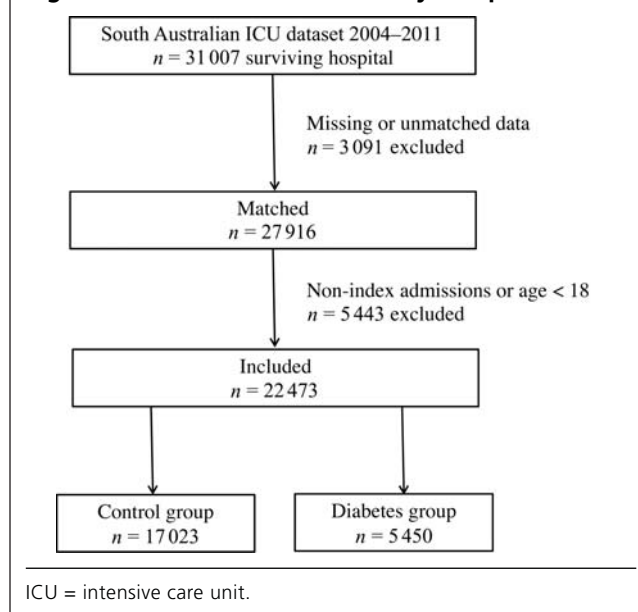 South Australian ICU dataset 2004–2011
n = 31 007 surviving hospital
Missing or unmatched data
n = 3 091 excluded
Matched
n = 27 916
Non-index admissions or age < 18
n = 5 443 excluded
Included
n = 22 473
Control group
n = 17 023
Diabetes group
n = 5 450
ICU = intensive care unit.